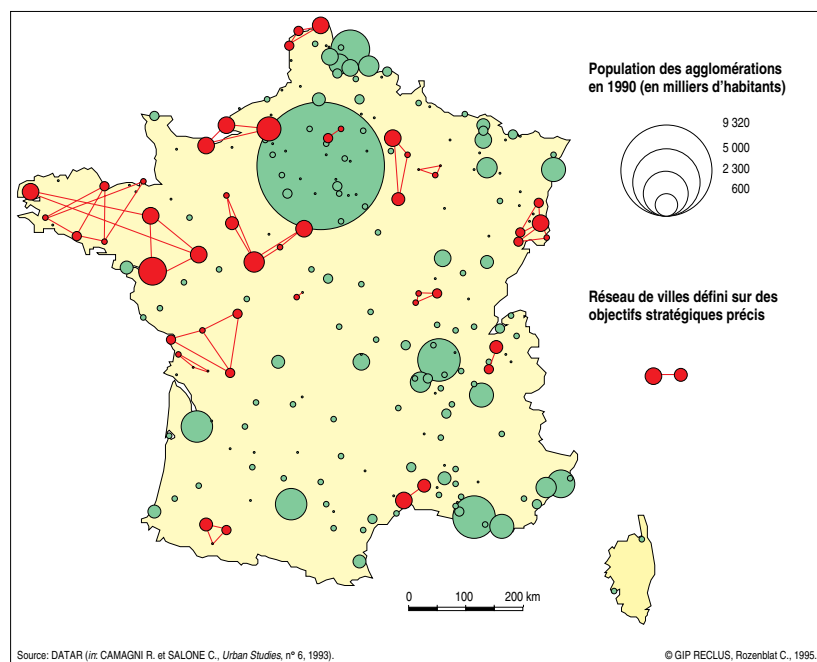 Population des agglomérations
en 1990 (en milliers d'habitants)
9 320
5 000
2 300
600
Réseau de villes défini sur des
objectifs stratégiques précis
0 100 200 km
Source: DATAR (in: CAMAGNI R. et SALONE C., Urban Studies, n° 6, 1993).
© GIP RECLUS, Rozenblat C., 1995.